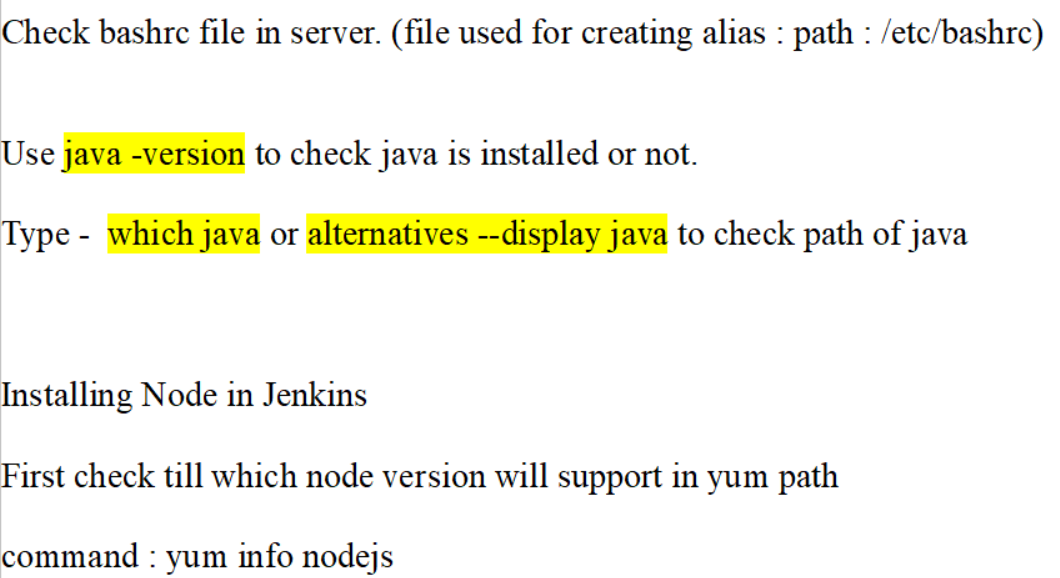 Check bashrc file in server. (file used for creating alias : path : /etc/bashrc)
Use java -version to check java is installed or not.
Type - which java or alternatives --display java to check path of java
Installing Node in Jenkins
First check till which node version will support in yum path
command : yum info nodejs